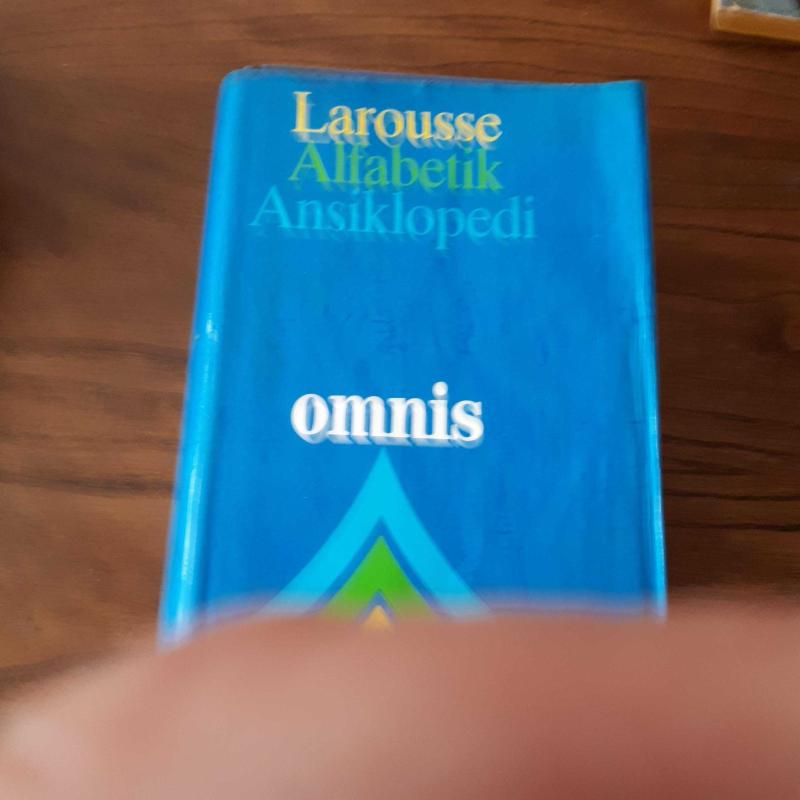 Larousse
Alfabetik
Ansiklopedi
omnis